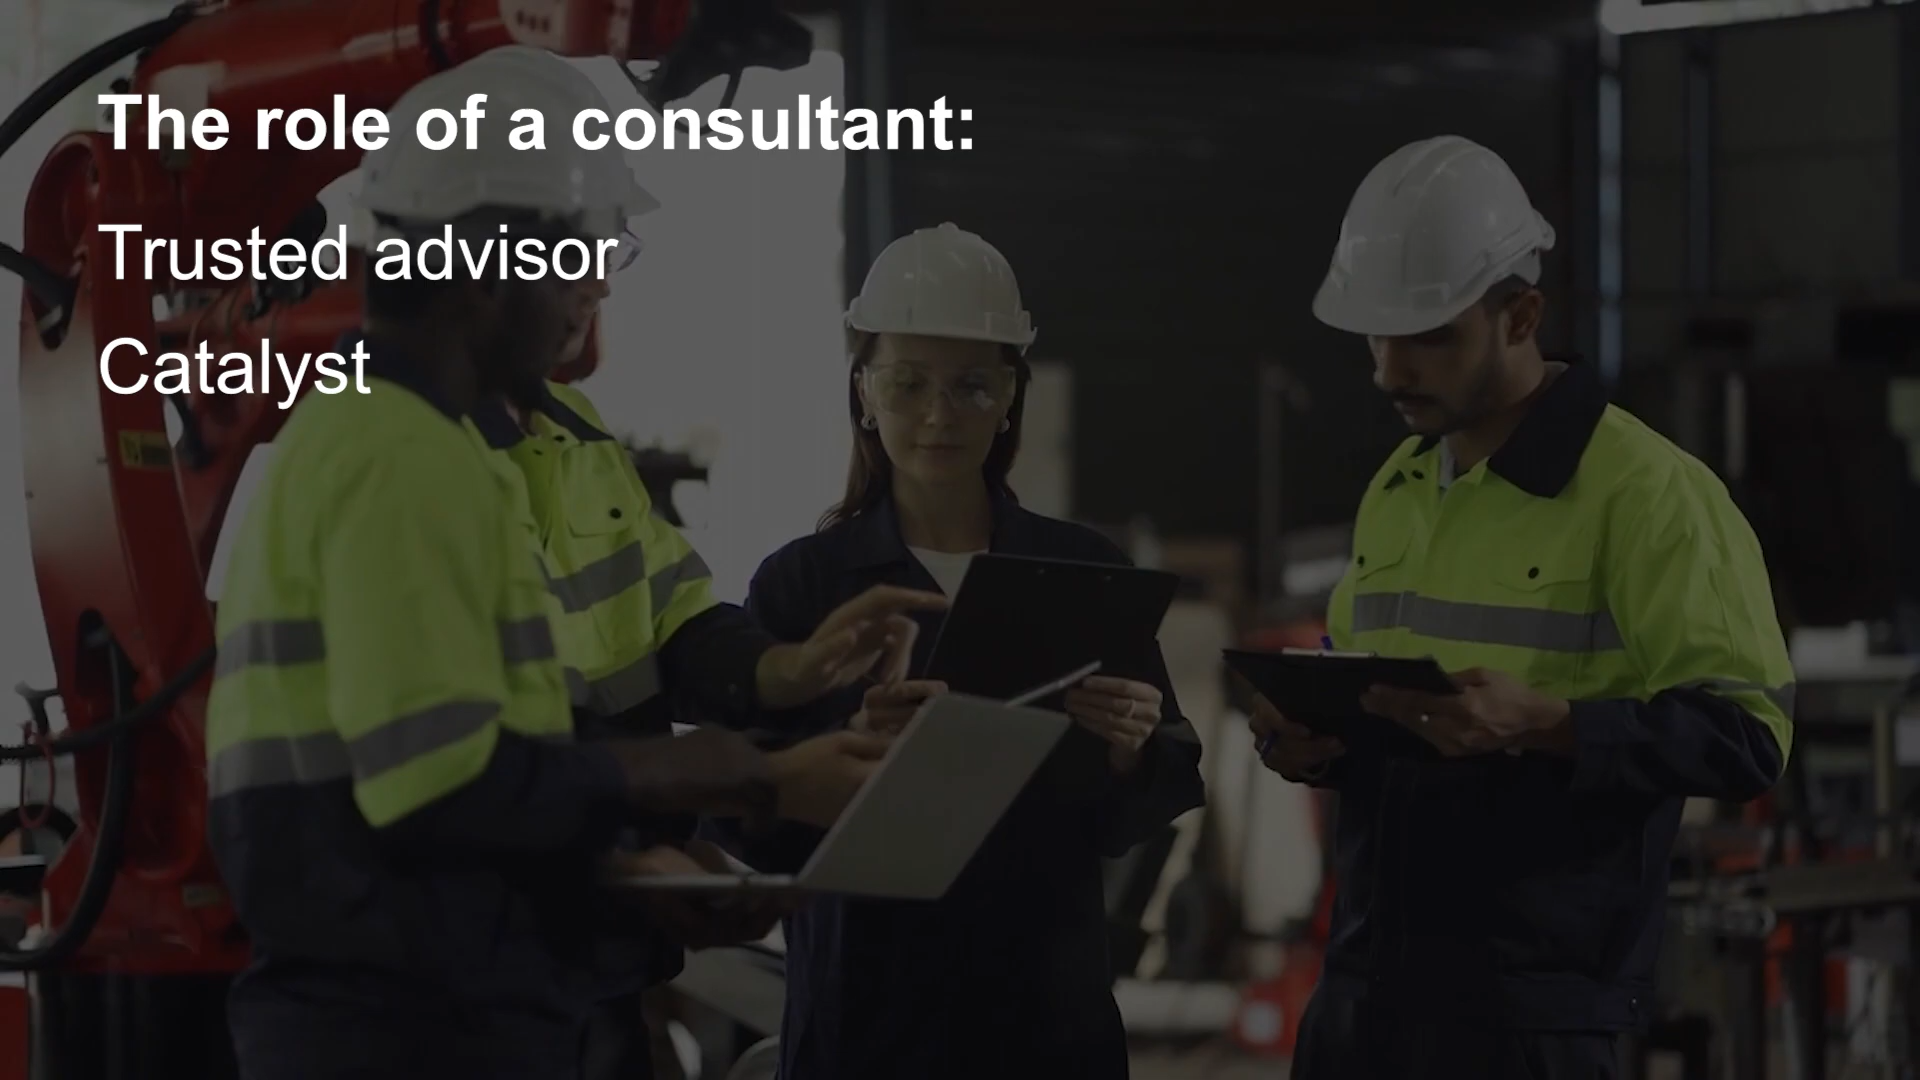 The role of a consultant:
Trusted advisor
Catalyst